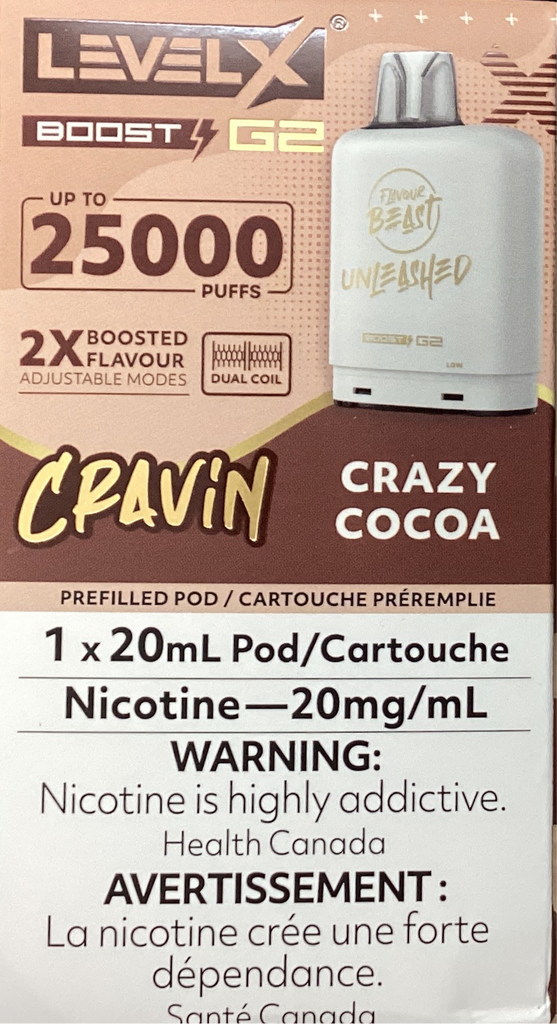 LEVELX®
BOOST G2
UP TO
25000
PUFFS
2X BOOSTED
FLAVOUR
ADJUSTABLE MODES
DUAL COIL
FLAVOUR
BEAST
UNLEASHED
BOOST G2
LOW
CRAVIN
CRAZY
COCOA
PREFILLED POD / CARTOUCHE PRÉREMPLIE
1 x 20mL Pod/Cartouche
Nicotine—20mg/mL
WARNING:
Nicotine is highly addictive.
Health Canada
AVERTISSEMENT :
La nicotine crée une forte
dépendance.
Santé Canada